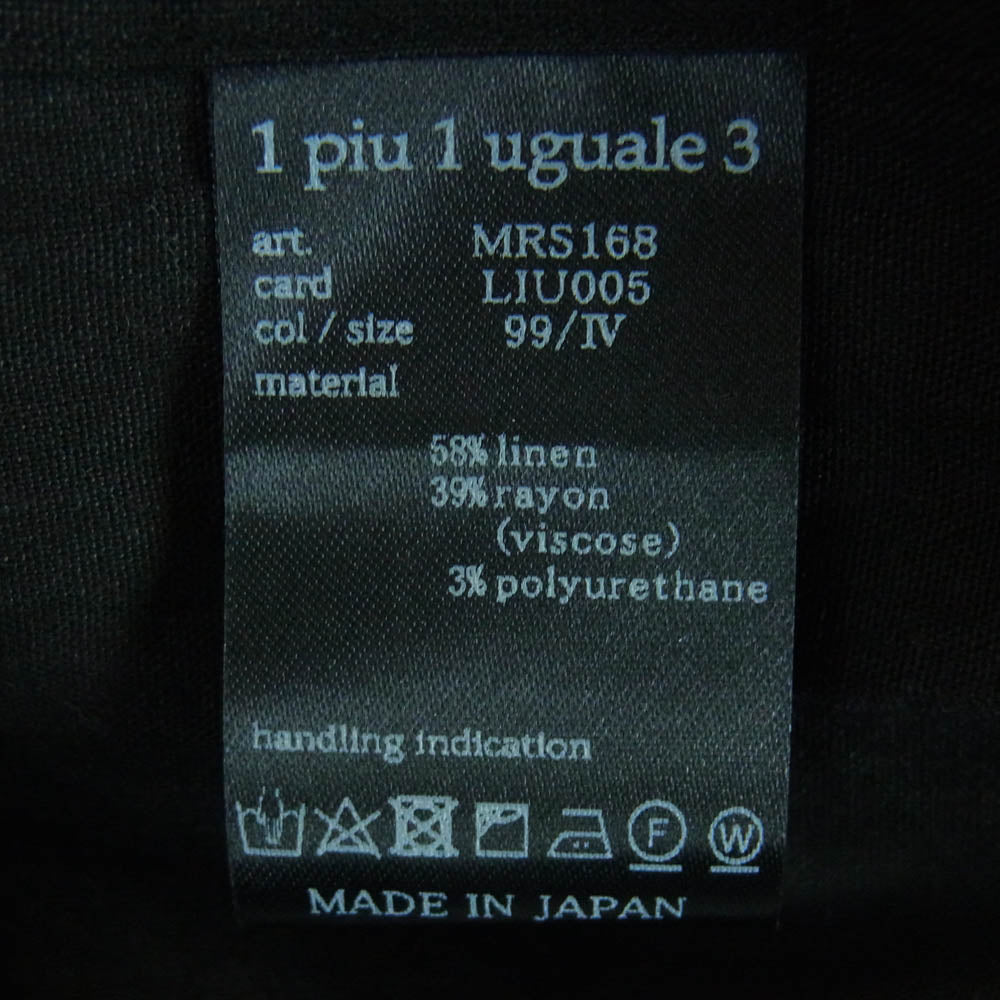 1 piu 1 uguale 3
art. MRS168
card LIU005
col / size 99/Ⅳ
material
58% linen
39% rayon
(viscose)
3% polyurethane
handling indication
F W
MADE IN JAPAN